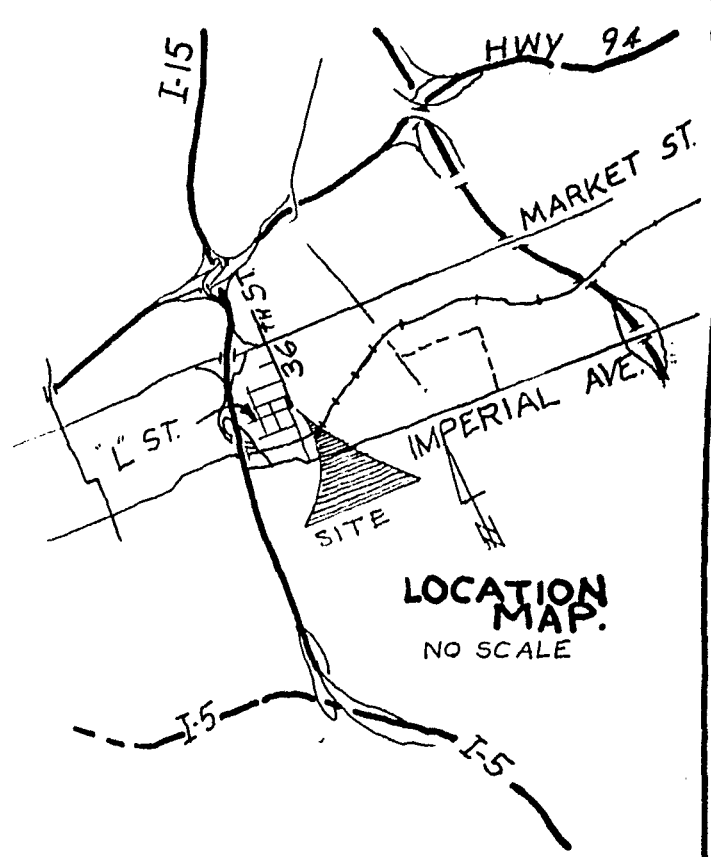 I-15
HWY 94
MARKET ST.
36TH ST.
"L" ST.
IMPERIAL AVE.
SITE
N
LOCATION
MAP.
NO SCALE
I-5
I-5